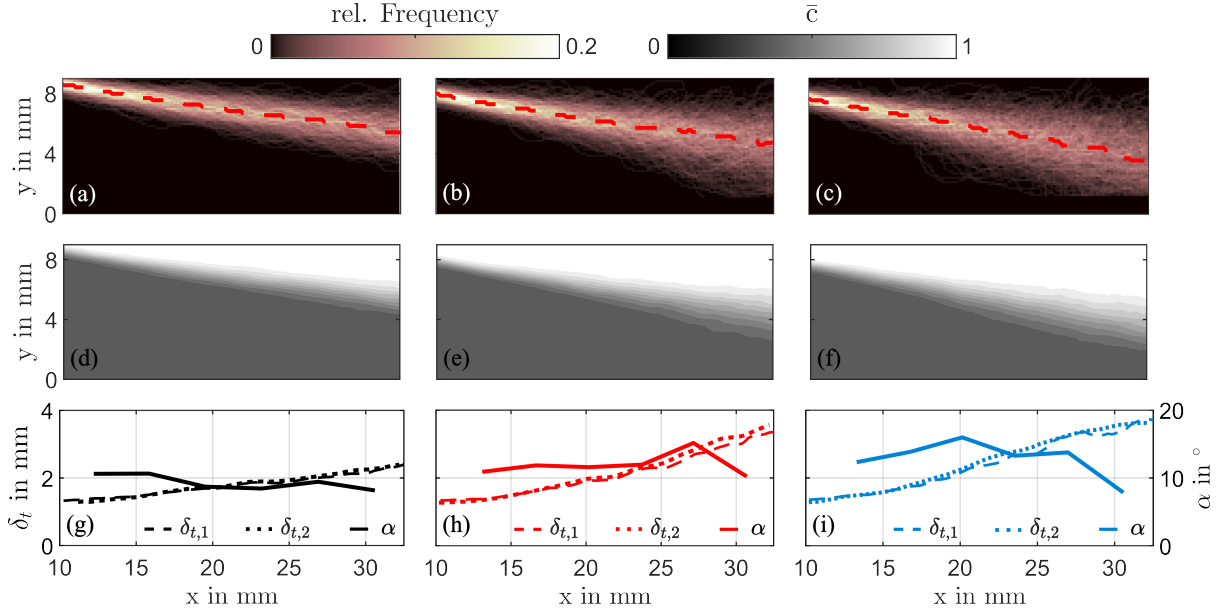 rel. Frequency
c̄
0
0.2
0
1
8
4
0
y in mm
(a)
(b)
(c)
8
4
0
y in mm
(d)
(e)
(f)
4
2
0
δt in mm
(g)
δt,1
δt,2
α
(h)
δt,1
δt,2
α
(i)
δt,1
δt,2
α
20
10
0
α in °
10 15 20 25 30
10 15 20 25 30
10 15 20 25 30
x in mm
x in mm
x in mm